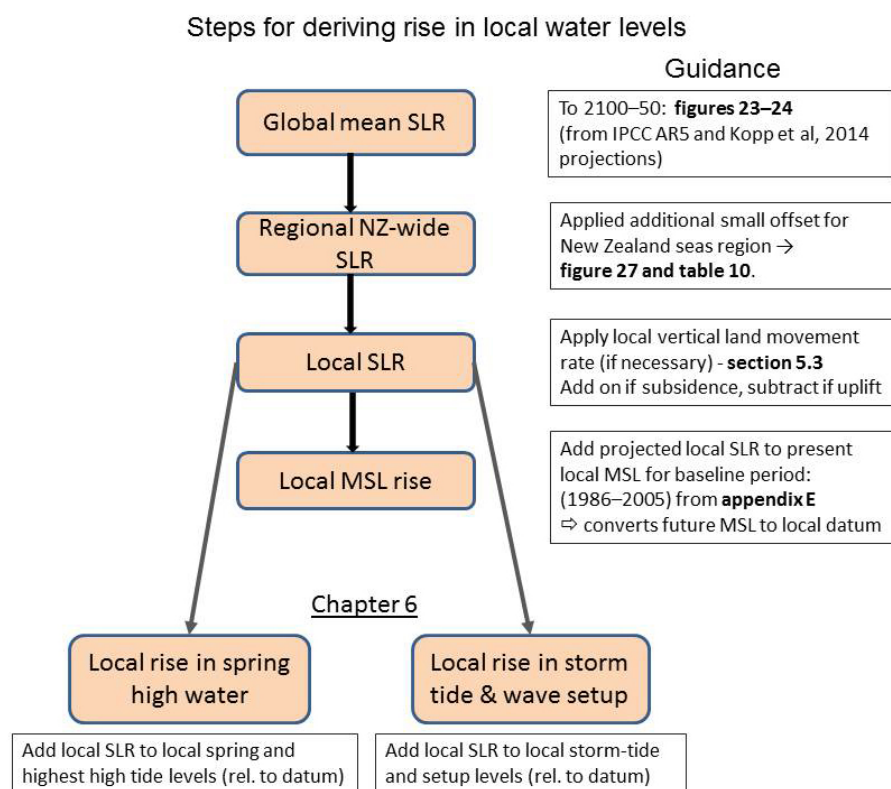 Steps for deriving rise in local water levels
Guidance
Global mean SLR
To 2100–50: figures 23–24
(from IPCC AR5 and Kopp et al, 2014
projections)
Regional NZ-wide
SLR
Applied additional small offset for
New Zealand seas region →
figure 27 and table 10.
Local SLR
Apply local vertical land movement
rate (if necessary) - section 5.3
Add on if subsidence, subtract if uplift
Local MSL rise
Add projected local SLR to present
local MSL for baseline period:
(1986–2005) from appendix E
⇨ converts future MSL to local datum
Chapter 6
Local rise in spring
high water
Add local SLR to local spring and
highest high tide levels (rel. to datum)
Local rise in storm
tide & wave setup
Add local SLR to local storm-tide
and setup levels (rel. to datum)